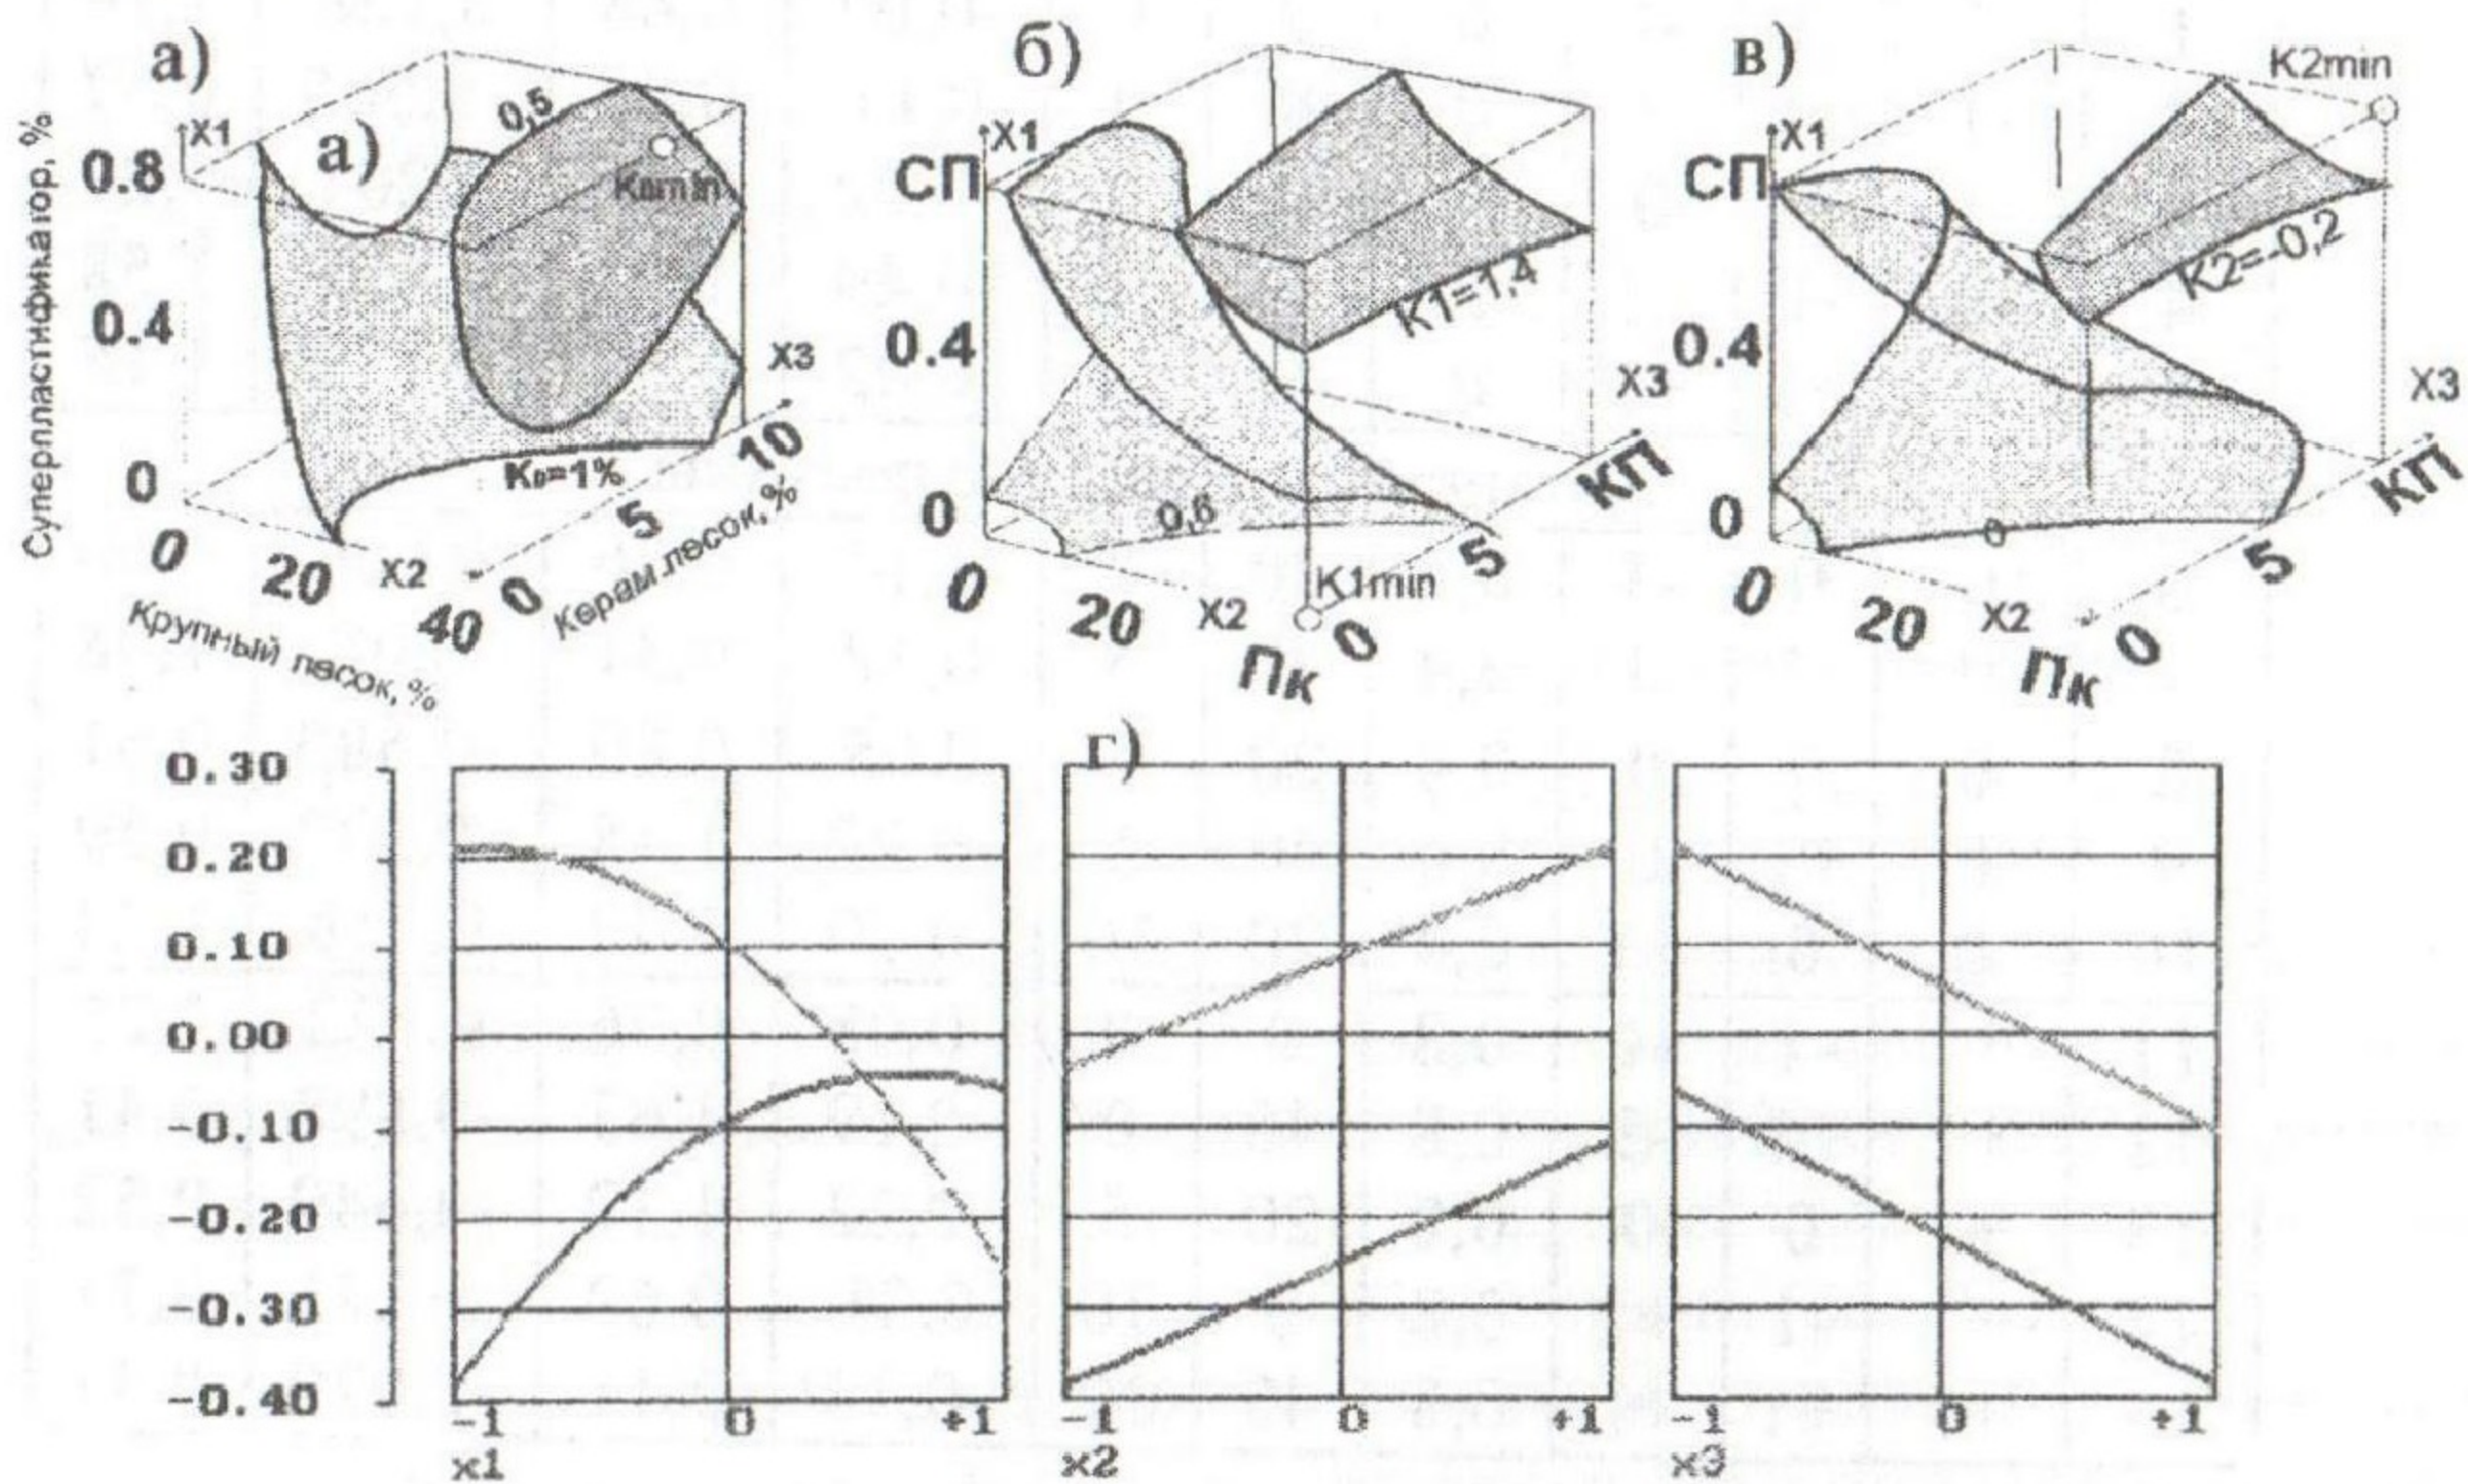 а)
X1
а)
0,5
Kвmin
0.8
0.4
0
Суперпластификатор, %
K₀=1%
X3
10
5
0
Керам.песок,%
0
20
X2
40
Крупный песок, %
б)
X1
СП
0.4
0
K1=1,4
X3
КП
0,6
5
K1min
0
20
X2
Пк
0
в)
K2min
X1
СП
0.4
0
K2=-0,2
X3
КП
0
5
0
20
X2
Пк
0
г)
0.30
0.20
0.10
0.00
-0.10
-0.20
-0.30
-0.40
-1 0 +1
x1
-1 0 +1
x2
-1 0 +1
x3